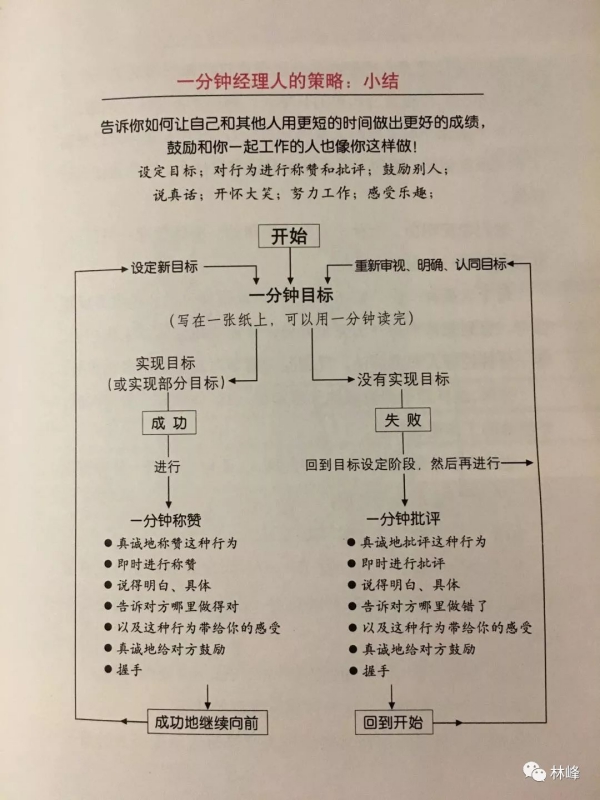 一分钟经理人的策略：小结
告诉你如何让自己和其他人用更短的时间做出更好的成绩，
鼓励和你一起工作的人也像你这样做！
设定目标；对行为进行称赞和批评；鼓励别人；
说真话；开怀大笑；努力工作；感受乐趣；
开始
设定新目标
重新审视、明确、认同目标
一分钟目标
（写在一张纸上，可以用一分钟读完）
实现目标
（或实现部分目标）
没有实现目标
成功
失败
进行
回到目标设定阶段，然后再进行
一分钟称赞
●真诚地称赞这种行为
●即时进行称赞
●说得明白、具体
●告诉对方哪里做得对
●以及这种行为带给你的感受
●真诚地给对方鼓励
●握手
一分钟批评
●真诚地批评这种行为
●即时进行批评
●说得明白、具体
●告诉对方哪里做错了
●以及这种行为带给你的感受
●真诚地给对方鼓励
●握手
成功地继续向前
回到开始
林峰